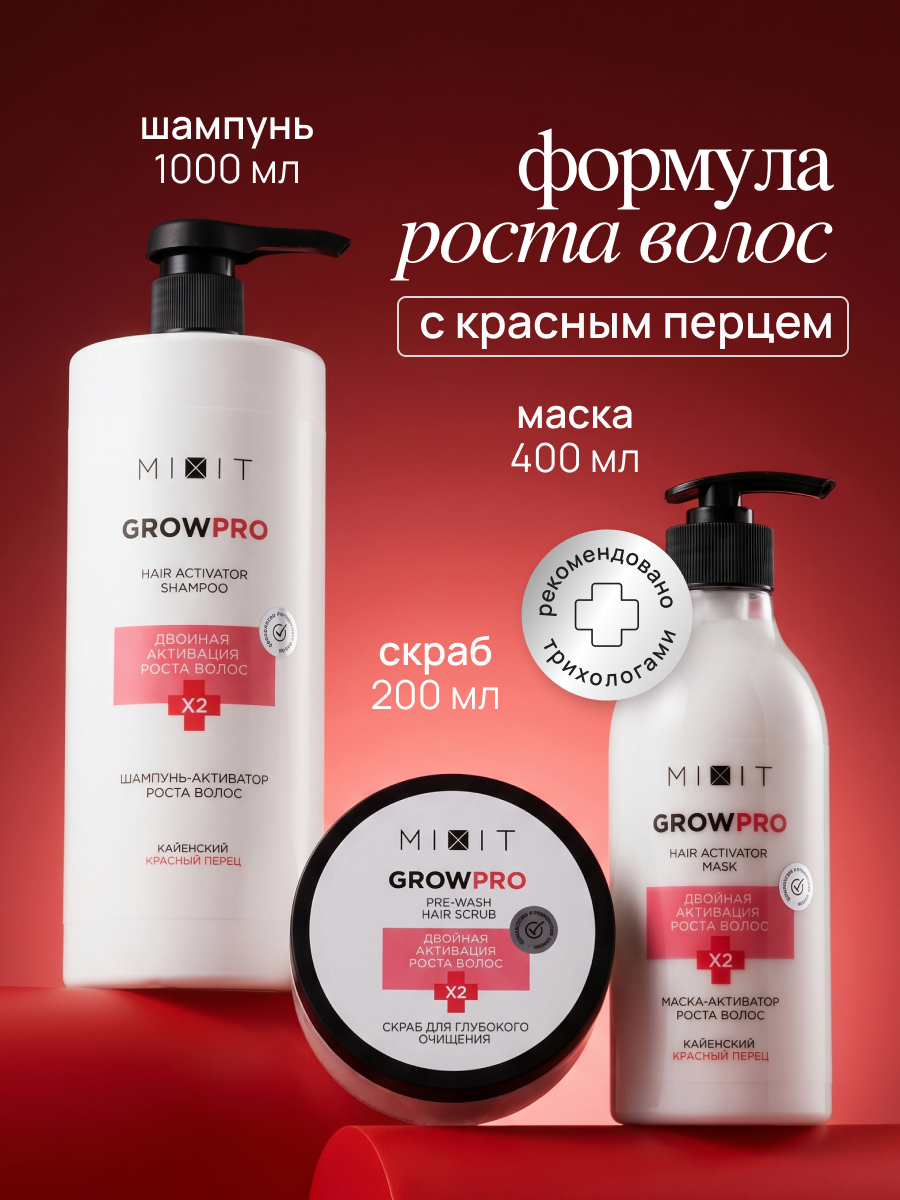 шампунь
1000 мл
формула
роста волос
с красным перцем
маска
400 мл
рекомендовано
трихологами
скраб
200 мл
MIXIT
GROWPRO
HAIR ACTIVATOR
SHAMPOO
ДВОЙНАЯ
АКТИВАЦИЯ
РОСТА ВОЛОС
X2
ШАМПУНЬ-АКТИВАТОР
РОСТА ВОЛОС
КАЙЕНСКИЙ
КРАСНЫЙ ПЕРЕЦ
MIXIT
GROWPRO
PRE-WASH
HAIR SCRUB
ДВОЙНАЯ
АКТИВАЦИЯ
РОСТА ВОЛОС
X2
СКРАБ ДЛЯ ГЛУБОКОГО
ОЧИЩЕНИЯ
MIXIT
GROWPRO
HAIR ACTIVATOR
MASK
ДВОЙНАЯ
АКТИВАЦИЯ
РОСТА ВОЛОС
X2
МАСКА-АКТИВАТОР
РОСТА ВОЛОС
КАЙЕНСКИЙ
КРАСНЫЙ ПЕРЕЦ